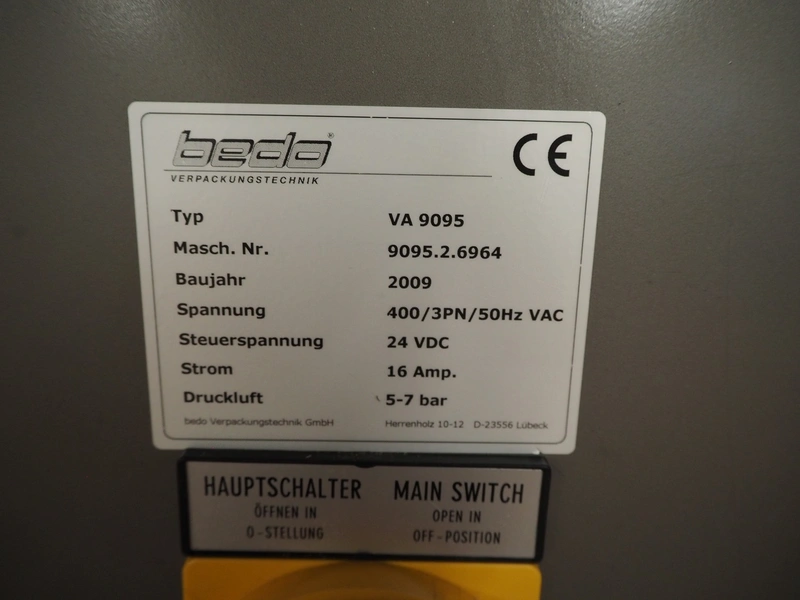 bedo®
CE
VERPACKUNGSTECHNIK
Typ VA 9095
Masch. Nr. 9095.2.6964
Baujahr 2009
Spannung 400/3PN/50Hz VAC
Steuerspannung 24 VDC
Strom 16 Amp.
Druckluft 5-7 bar
bedo Verpackungstechnik GmbH Herrenholz 10-12 D-23556 Lübeck
HAUPTSCHALTER MAIN SWITCH
ÖFFNEN IN OPEN IN
O-STELLUNG OFF-POSITION